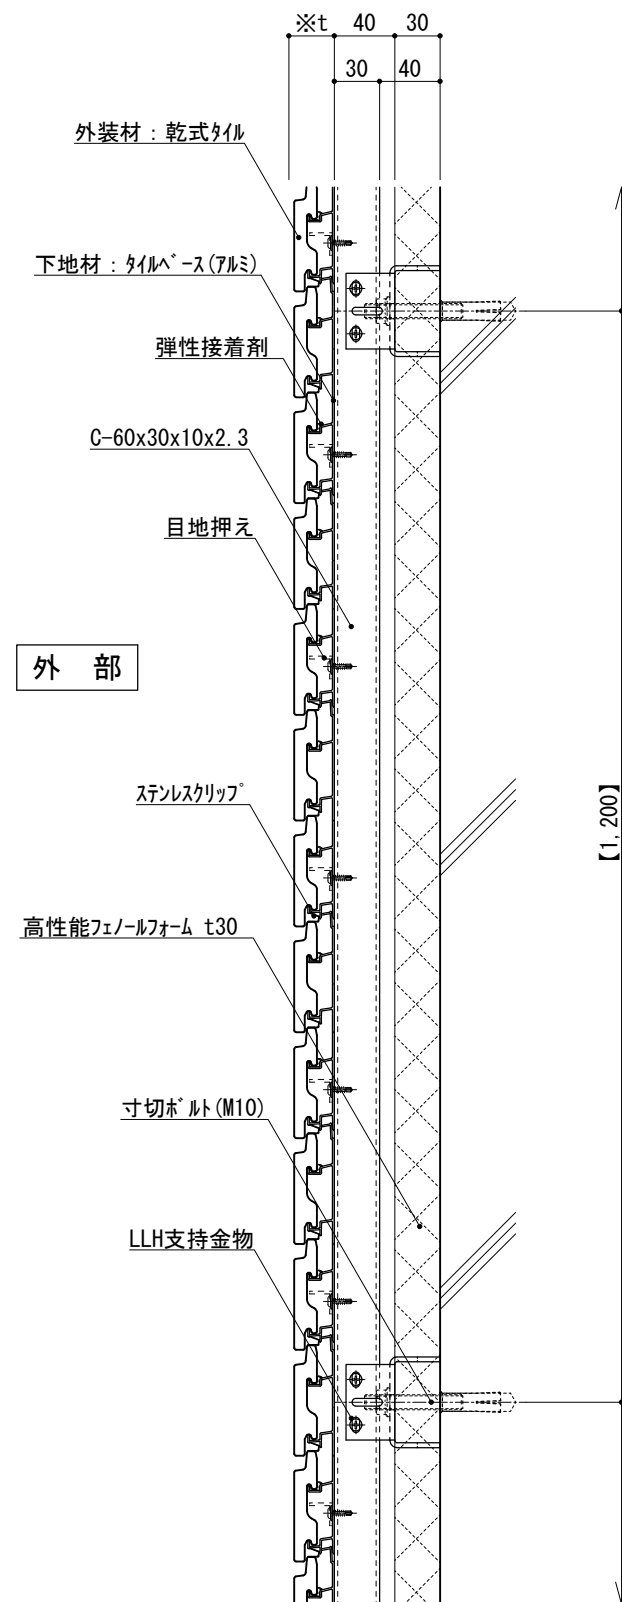 ※t 40 30
30 40
外装材：乾式ﾀｲﾙ
下地材：ﾀｲﾙﾍﾞｰｽ(ｱﾙﾐ)
弾性接着剤
C-60x30x10x2.3
目地押え
外 部
ｽﾃﾝﾚｽｸﾘｯﾌﾟ
【1,200】
高性能ﾌｪﾉｰﾙﾌｫｰﾑ t30
寸切ﾎﾞﾙﾄ(M10)
LLH支持金物